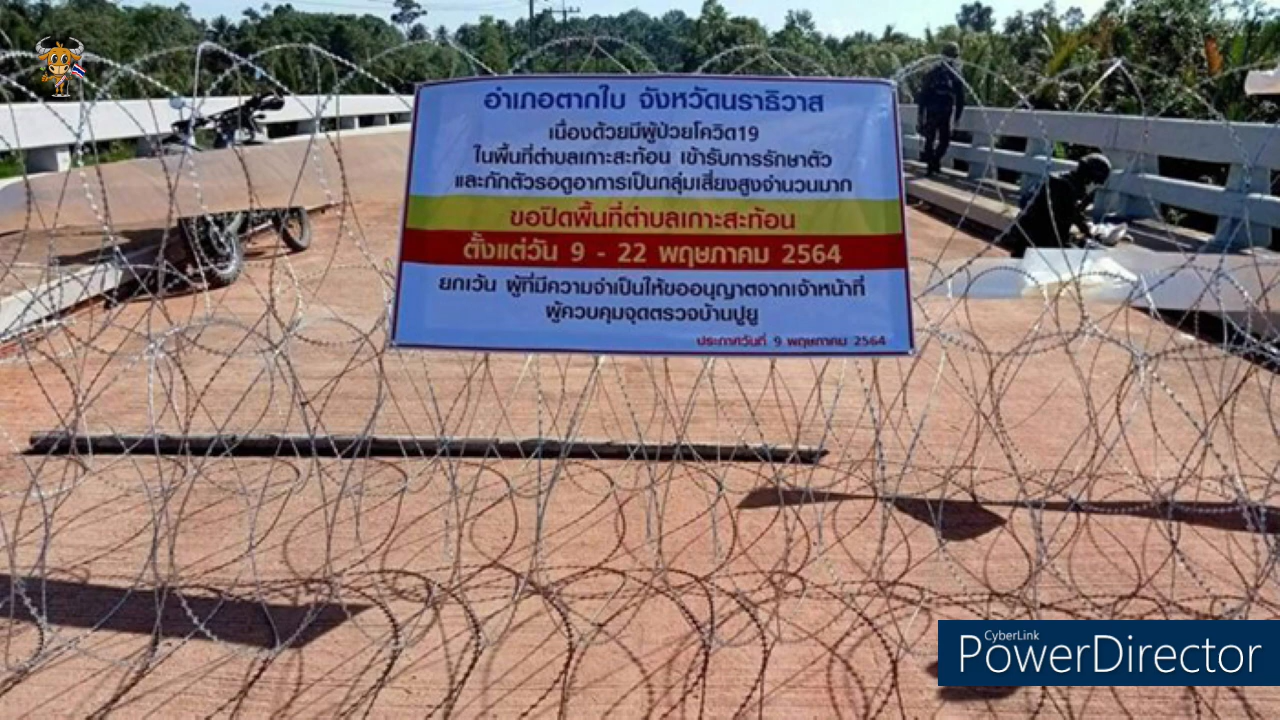 อำเภอตากใบ จังหวัดนราธิวาส
เนื่องด้วยมีผู้ป่วยโควิด19
ในพื้นที่ตำบลเกาะสะท้อน เข้ารับการรักษาตัว
และกักตัวรอดูอาการเป็นกลุ่มเสี่ยงสูงจำนวนมาก
ขอปิดพื้นที่ตำบลเกาะสะท้อน
ตั้งแต่วัน 9 - 22 พฤษภาคม 2564
ยกเว้น ผู้ที่มีความจำเป็นให้ขออนุญาตจากเจ้าหน้าที่
ผู้ควบคุมจุดตรวจบ้านปูยู
ประกาศวันที่ 9 พฤษภาคม 2564
CyberLink
PowerDirector